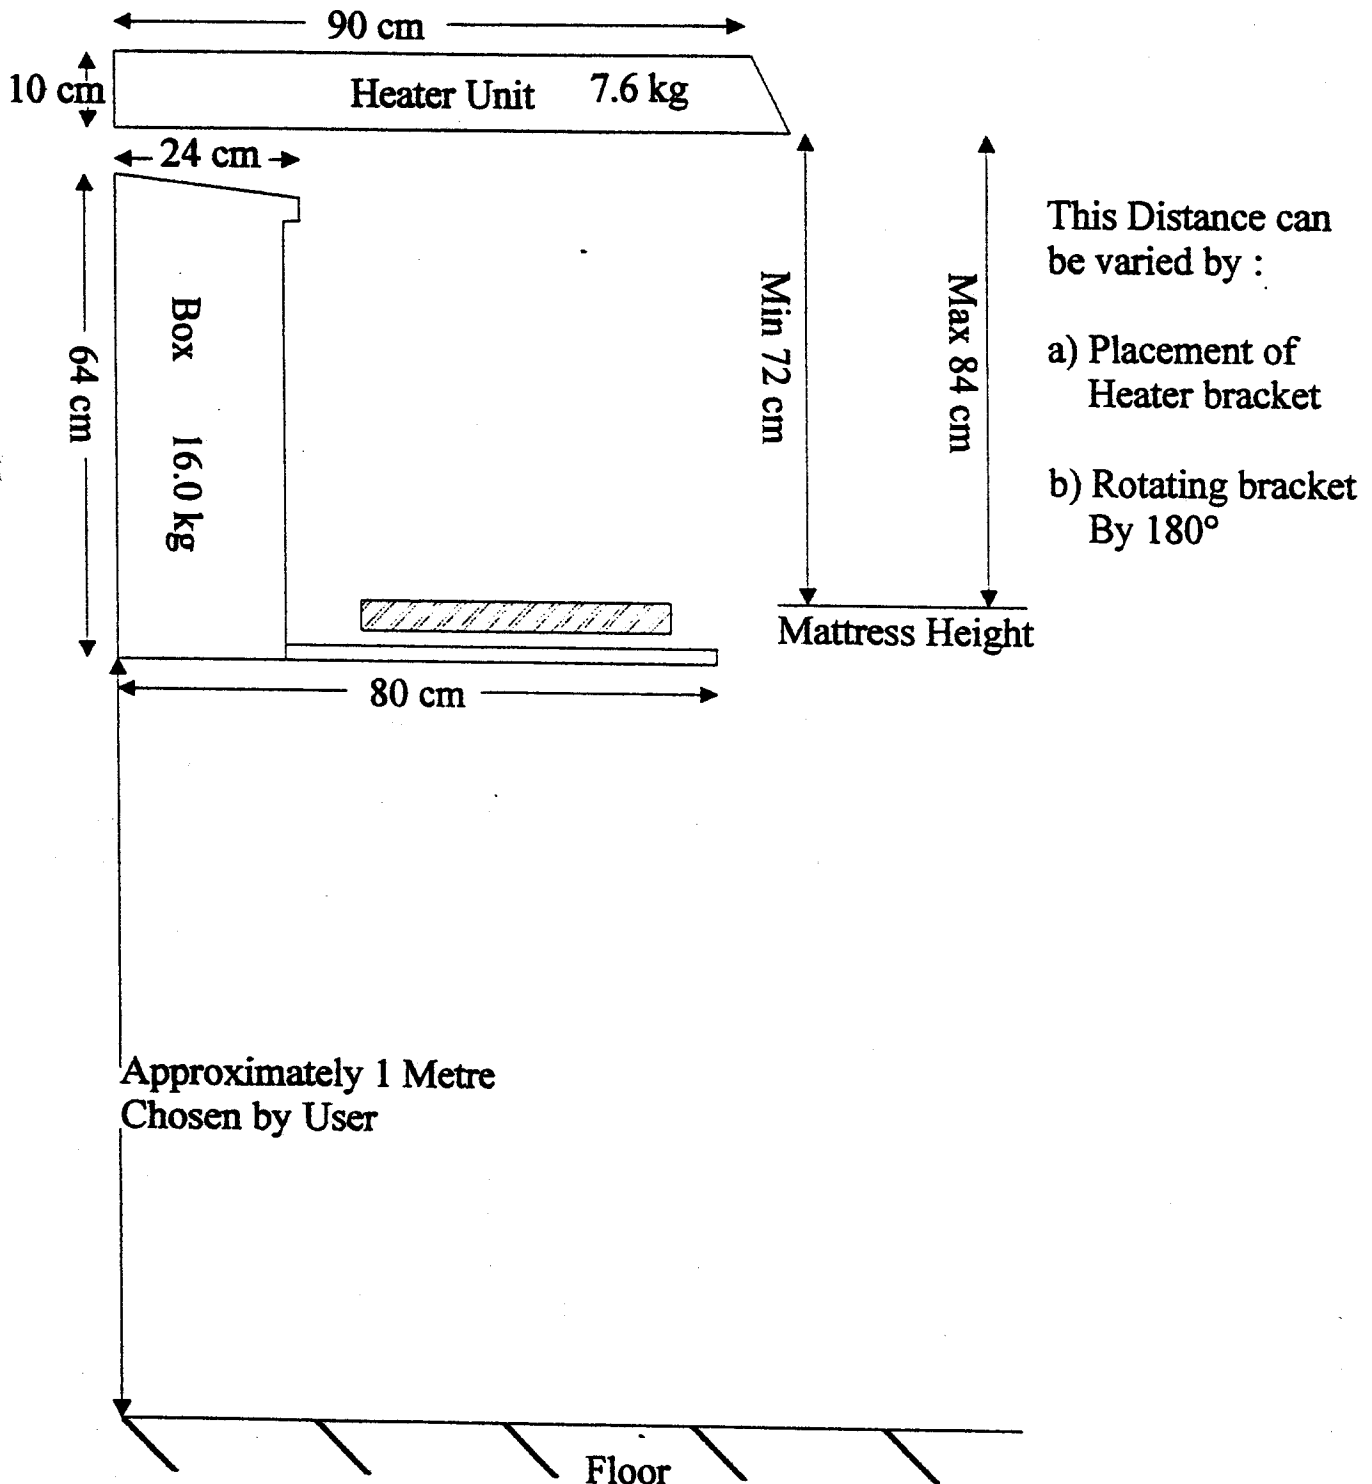 90 cm
10 cm
Heater Unit 7.6 kg
24 cm
64 cm
Box 16.0 kg
Min 72 cm
Max 84 cm
This Distance can
be varied by :
a) Placement of
Heater bracket
b) Rotating bracket
By 180°
Mattress Height
80 cm
Approximately 1 Metre
Chosen by User
Floor